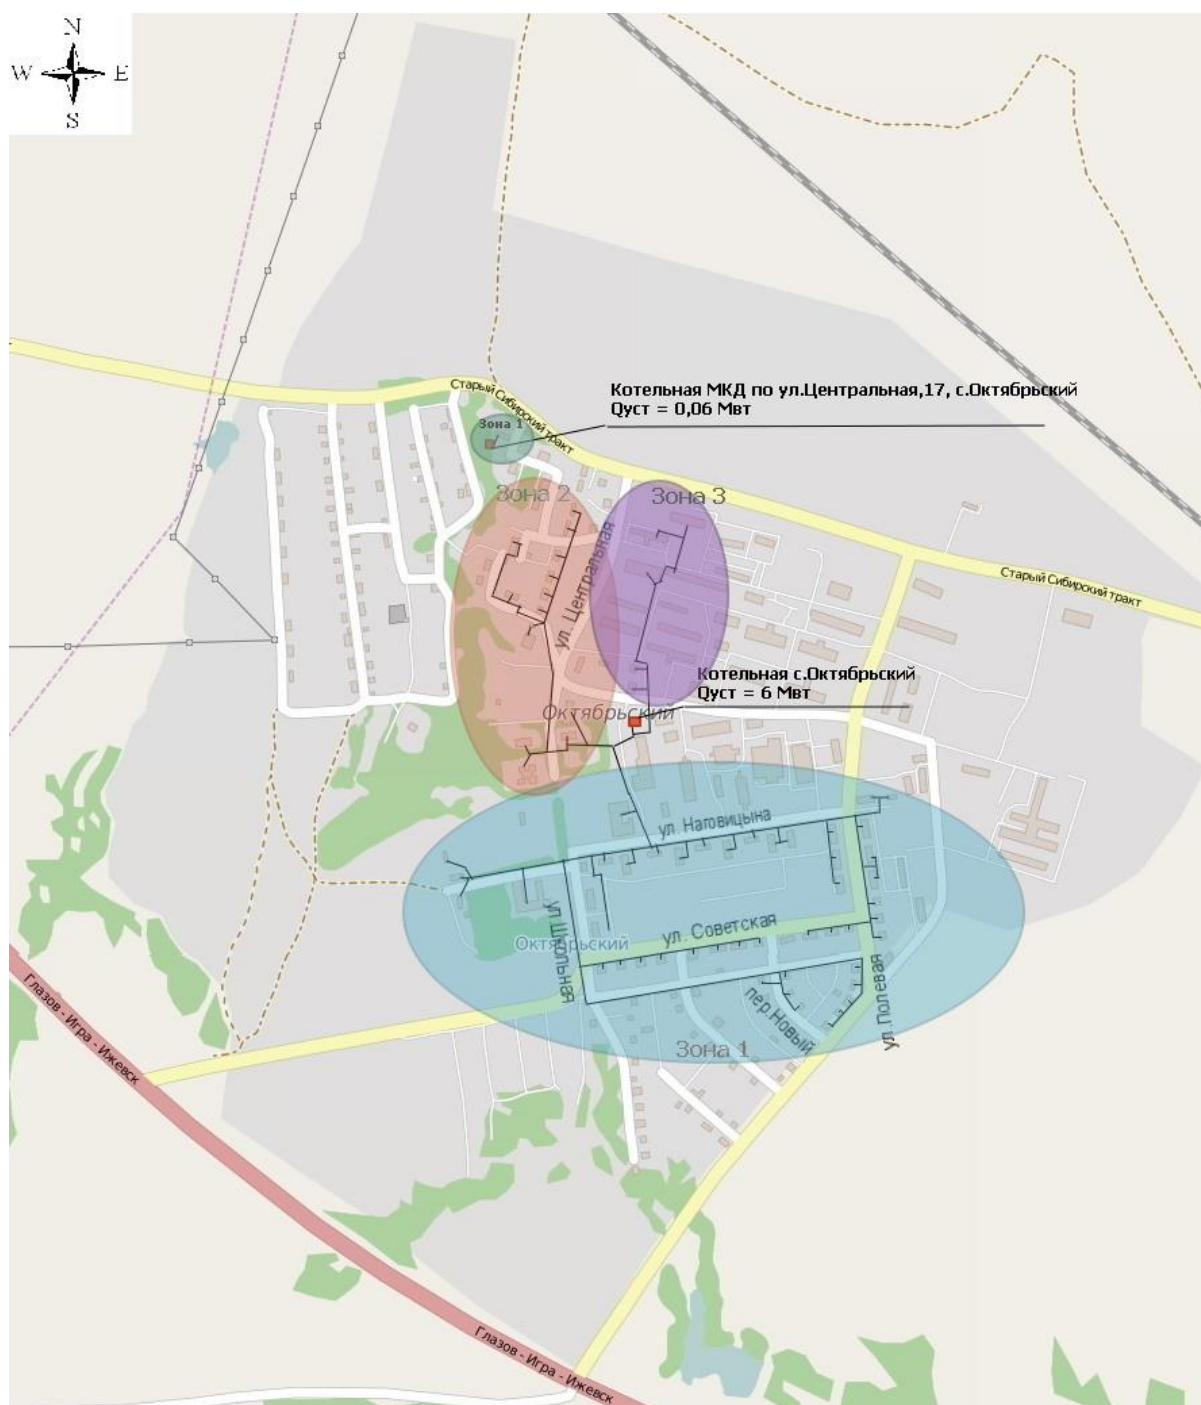 N
W E
S
Старый Сибирский тракт
Котельная МКД по ул.Центральная,17, с.Октябрьский
Qуст = 0,06 Мвт
Зона 1
Зона 2
Зона 3
ул. Центральная
Старый Сибирский тракт
Котельная с.Октябрьский
Qуст = 6 Мвт
Октябрьский
ул. Наговицына
ул.Школьная
ул. Советская
Октябрьский
пер.Новый
ул.Полевая
Зона 1
Глазов - Игра - Ижевск
Глазов - Игра - Ижевск